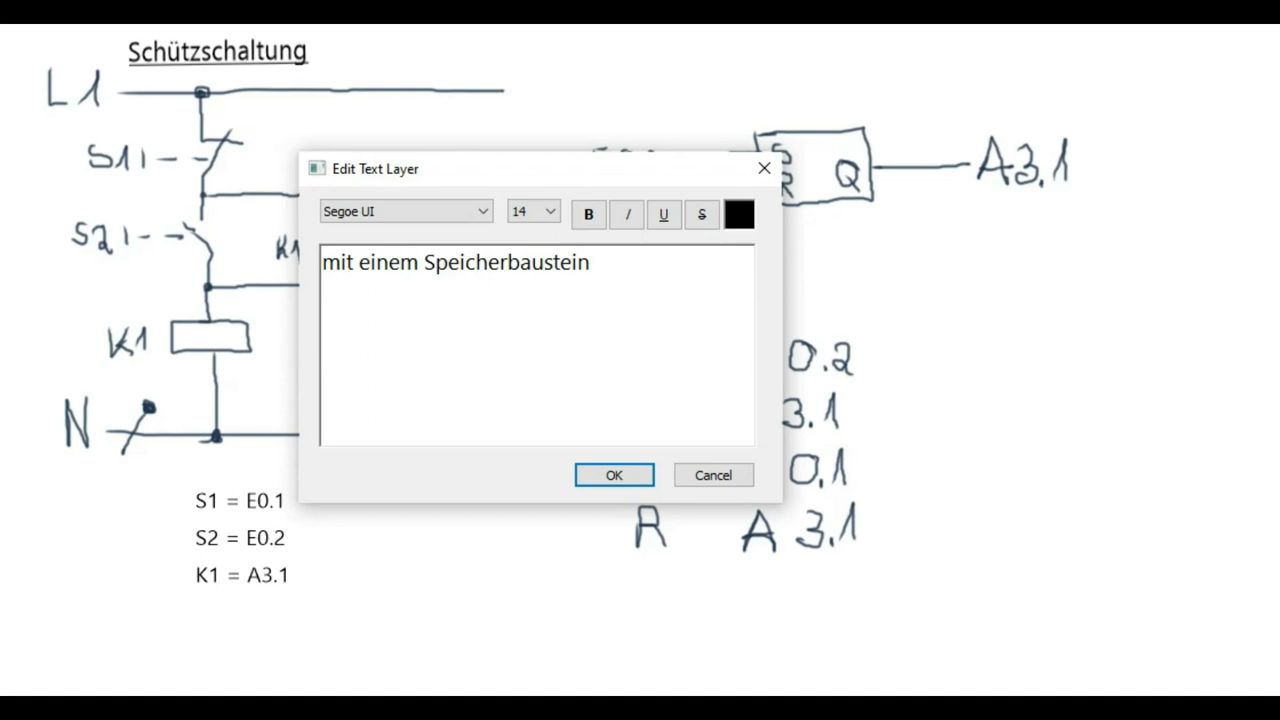 Schützschaltung
L1
S1
S2
K1
K1
N
S1 = E0.1
S2 = E0.2
K1 = A3.1
Edit Text Layer
Segoe UI
14
B
I
U
S
mit einem Speicherbaustein
OK
Cancel
S
R
Q
A3.1
0.2
3.1
0.1
R A 3.1